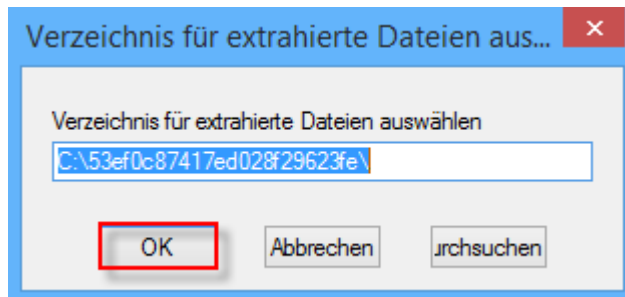 Verzeichnis für extrahierte Dateien aus...
Verzeichnis für extrahierte Dateien auswählen
C:\53ef0c87417ed028f29623fe\
OK Abbrechen urchsuchen